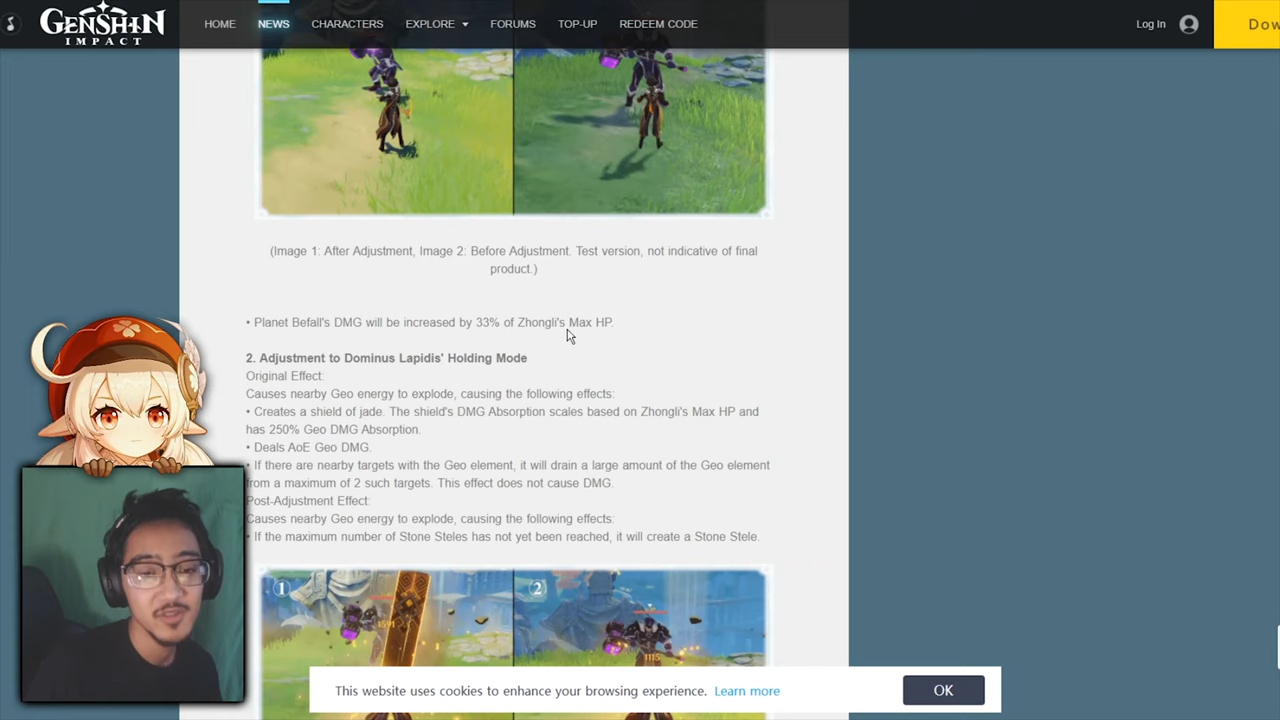 GENSHIN
IMPACT
HOME
NEWS
CHARACTERS
EXPLORE
FORUMS
TOP-UP
REDEEM CODE
Log In
Dow
(Image 1: After Adjustment, Image 2: Before Adjustment. Test version, not indicative of final
product.)
• Planet Befall's DMG will be increased by 33% of Zhongli's Max HP.
2. Adjustment to Dominus Lapidis' Holding Mode
Original Effect:
Causes nearby Geo energy to explode, causing the following effects:
• Creates a shield of jade. The shield's DMG Absorption scales based on Zhongli's Max HP and
has 250% Geo DMG Absorption.
• Deals AoE Geo DMG.
• If there are nearby targets with the Geo element, it will drain a large amount of the Geo element
from a maximum of 2 such targets. This effect does not cause DMG.
Post-Adjustment Effect:
Causes nearby Geo energy to explode, causing the following effects:
• If the maximum number of Stone Steles has not yet been reached, it will create a Stone Stele.
1
2
1591
1115
This website uses cookies to enhance your browsing experience. Learn more
OK